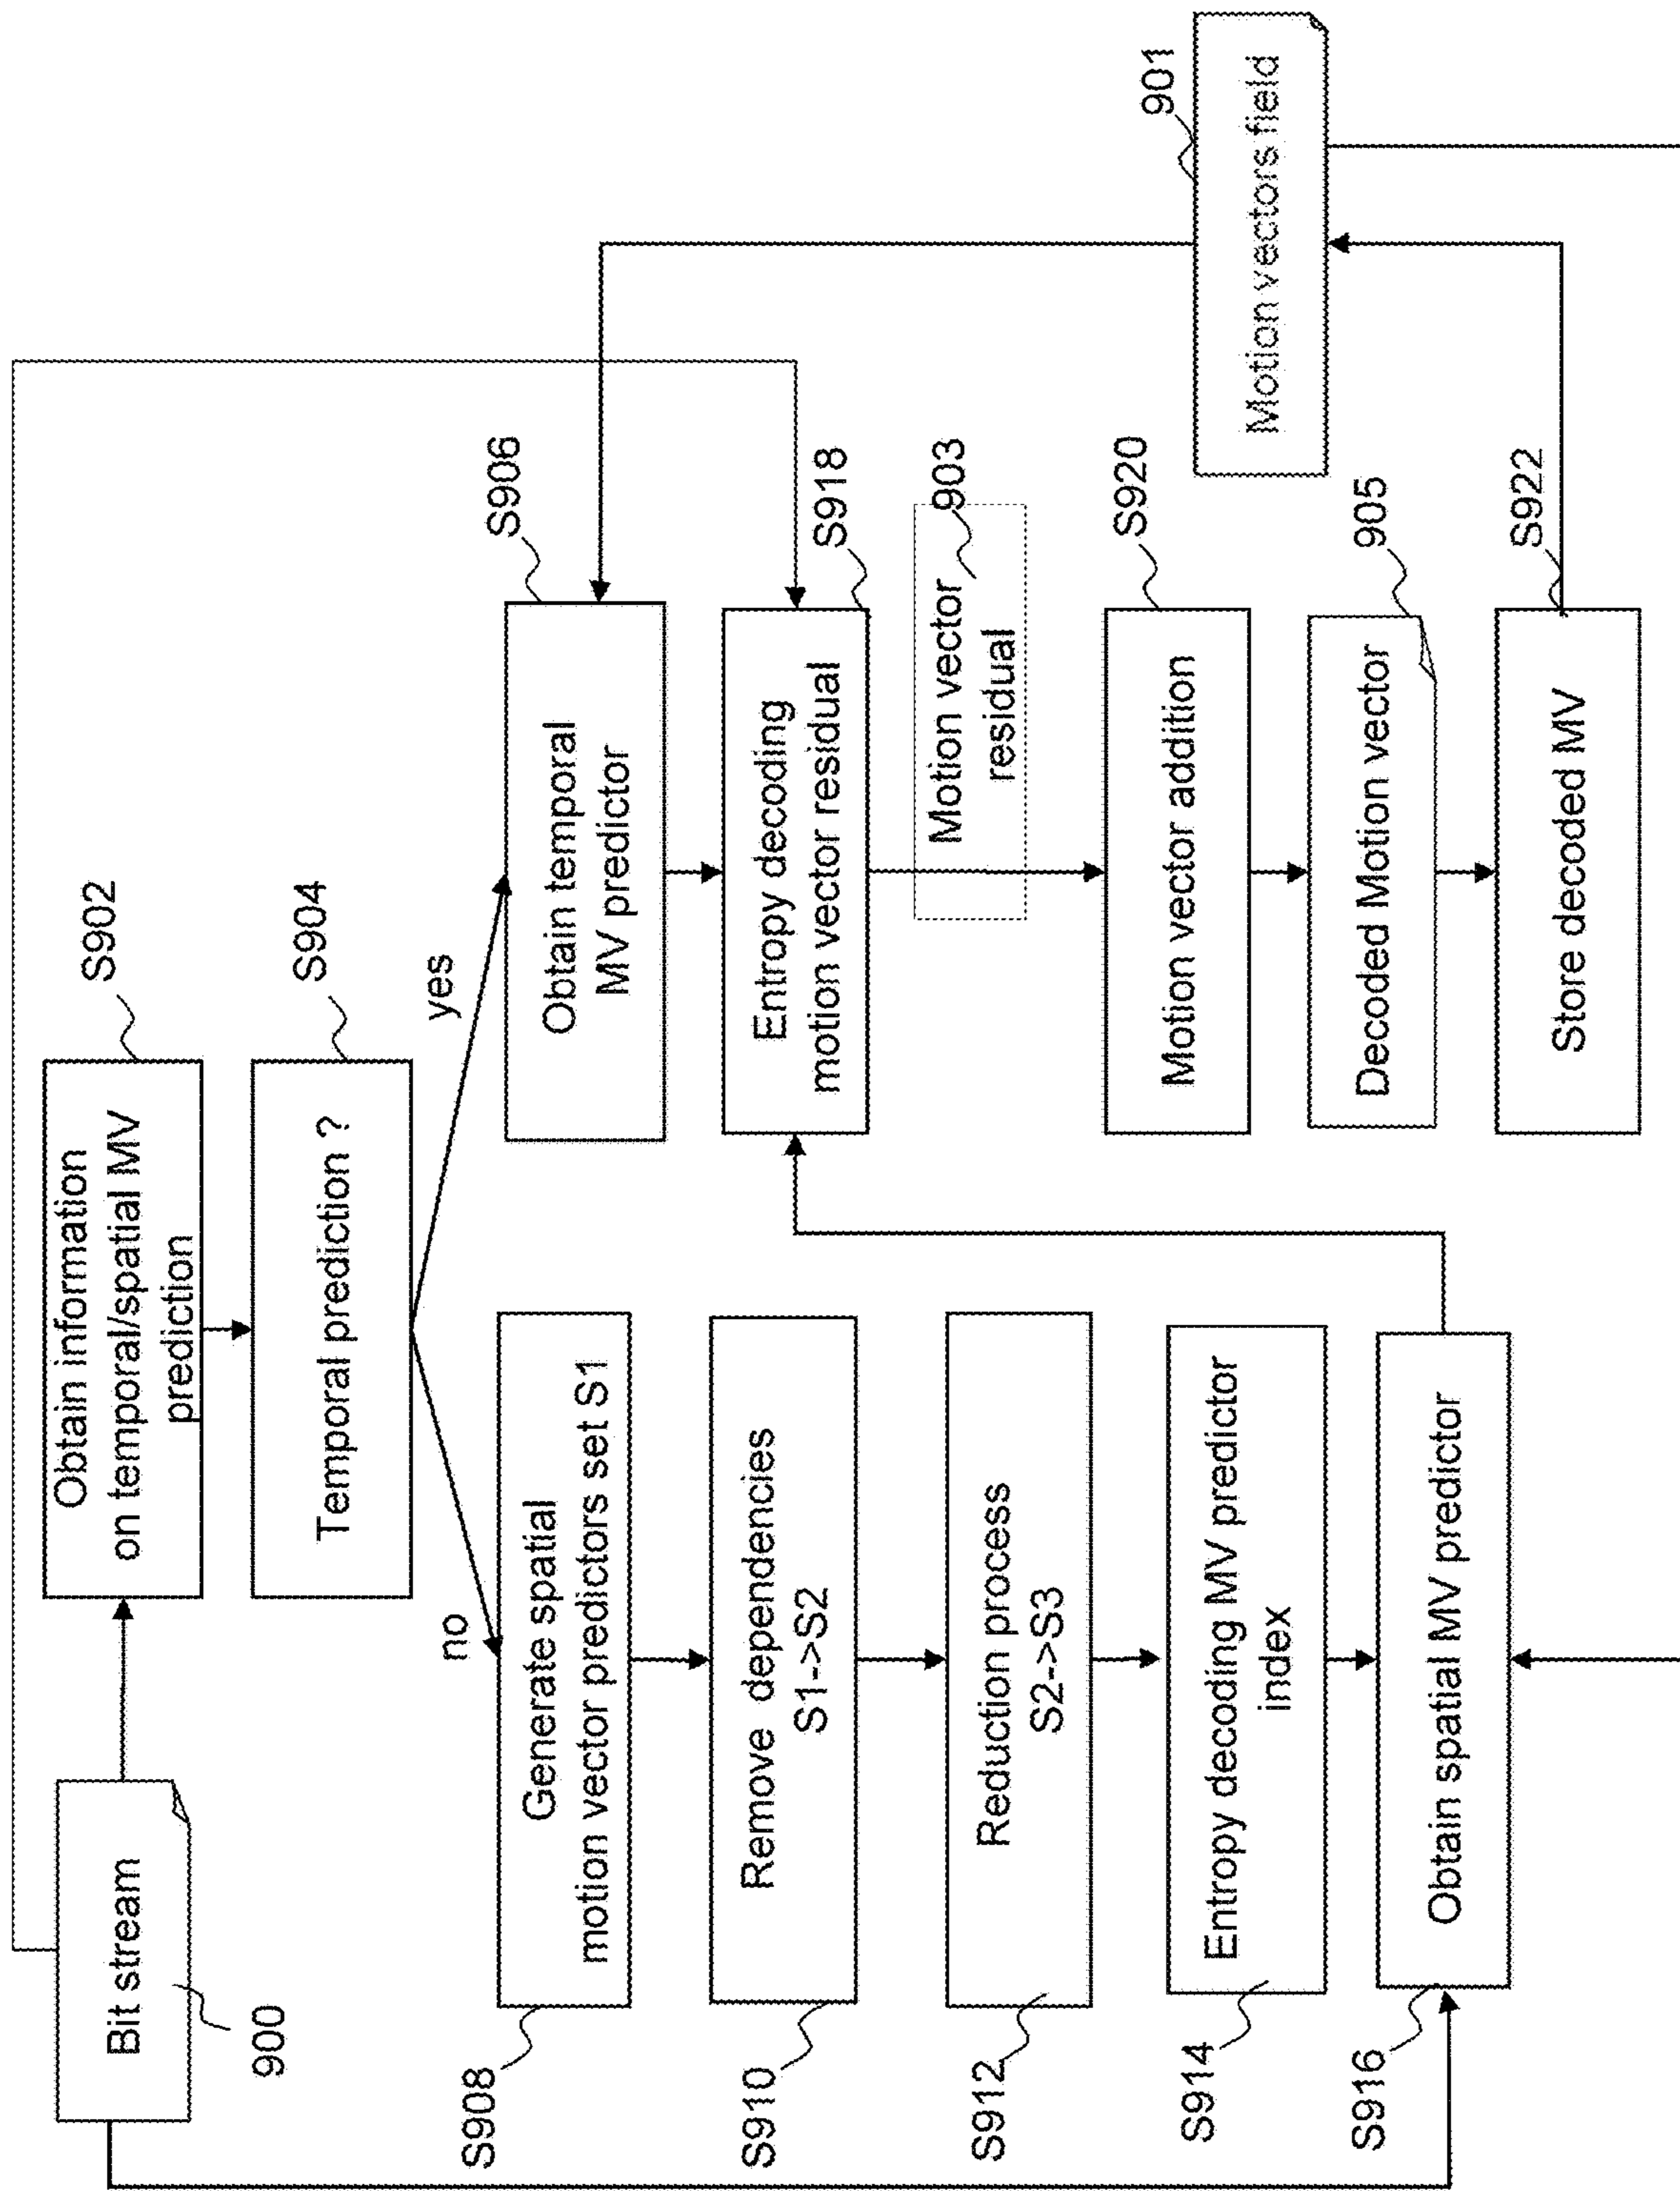 Bit stream
900
Obtain information
on temporal/spatial MV
prediction
S902
Temporal prediction ?
S904
no
yes
S908
Generate spatial
motion vector predictors set S1
S910
Remove dependencies
S1->S2
S912
Reduction process
S2->S3
S914
Entropy decoding MV predictor
index
S916
Obtain spatial MV predictor
Obtain temporal
MV predictor
S906
Entropy decoding
motion vector residual
S918
Motion vector
residual
903
Motion vector addition
S920
Decoded Motion vector
905
Store decoded MV
S922
Motion vectors field
901